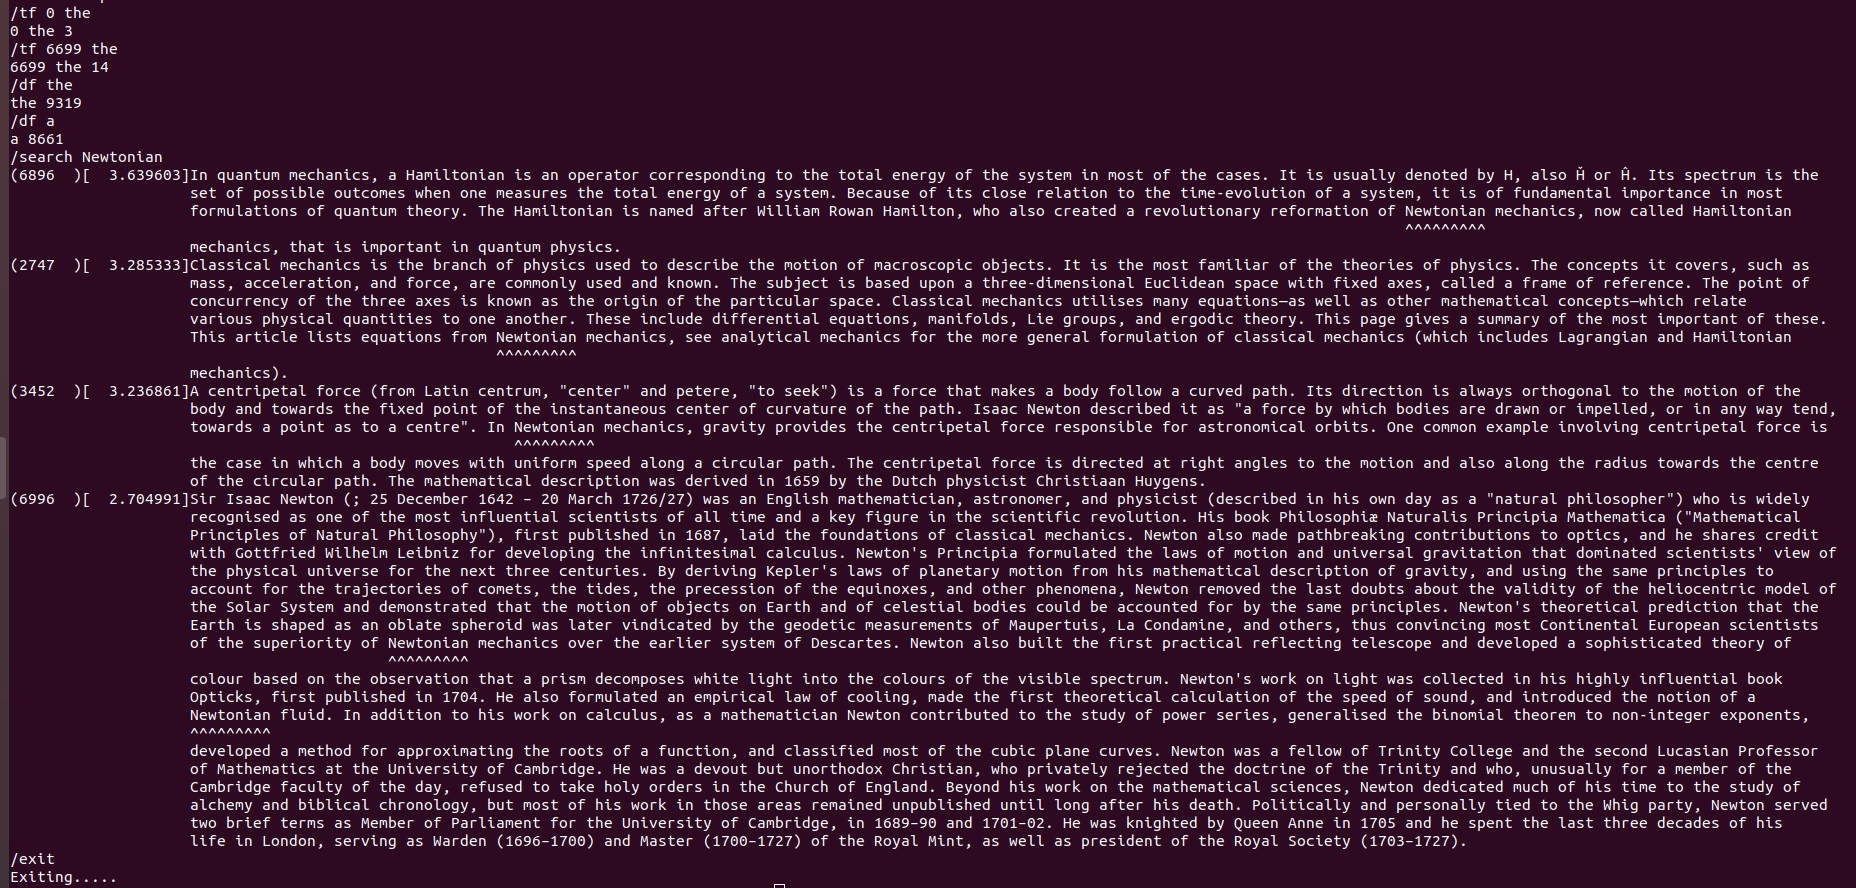 /tf 0 the
0 the 3
/tf 6699 the
6699 the 14
/df the
the 9319
/df a
a 8661
/search Newtonian
(6896  )[  3.639603]In quantum mechanics, a Hamiltonian is an operator corresponding to the total energy of the system in most of the cases. It is usually denoted by H, also Ȟ or Ĥ. Its spectrum is the
set of possible outcomes when one measures the total energy of a system. Because of its close relation to the time-evolution of a system, it is of fundamental importance in most
formulations of quantum theory. The Hamiltonian is named after William Rowan Hamilton, who also created a revolutionary reformation of Newtonian mechanics, now called Hamiltonian
^^^^^^^^^
mechanics, that is important in quantum physics.
(2747  )[  3.285333]Classical mechanics is the branch of physics used to describe the motion of macroscopic objects. It is the most familiar of the theories of physics. The concepts it covers, such as
mass, acceleration, and force, are commonly used and known. The subject is based upon a three-dimensional Euclidean space with fixed axes, called a frame of reference. The point of
concurrency of the three axes is known as the origin of the particular space. Classical mechanics utilises many equations—as well as other mathematical concepts—which relate
various physical quantities to one another. These include differential equations, manifolds, Lie groups, and ergodic theory. This page gives a summary of the most important of these.
This article lists equations from Newtonian mechanics, see analytical mechanics for the more general formulation of classical mechanics (which includes Lagrangian and Hamiltonian
^^^^^^^^^
mechanics).
(3452  )[  3.236861]A centripetal force (from Latin centrum, "center" and petere, "to seek") is a force that makes a body follow a curved path. Its direction is always orthogonal to the motion of the
body and towards the fixed point of the instantaneous center of curvature of the path. Isaac Newton described it as "a force by which bodies are drawn or impelled, or in any way tend,
towards a point as to a centre". In Newtonian mechanics, gravity provides the centripetal force responsible for astronomical orbits. One common example involving centripetal force is
^^^^^^^^^
the case in which a body moves with uniform speed along a circular path. The centripetal force is directed at right angles to the motion and also along the radius towards the centre
of the circular path. The mathematical description was derived in 1659 by the Dutch physicist Christiaan Huygens.
(6996  )[  2.704991]Sir Isaac Newton (; 25 December 1642 – 20 March 1726/27) was an English mathematician, astronomer, and physicist (described in his own day as a "natural philosopher") who is widely
recognised as one of the most influential scientists of all time and a key figure in the scientific revolution. His book Philosophiæ Naturalis Principia Mathematica ("Mathematical
Principles of Natural Philosophy"), first published in 1687, laid the foundations of classical mechanics. Newton also made pathbreaking contributions to optics, and he shares credit
with Gottfried Wilhelm Leibniz for developing the infinitesimal calculus. Newton's Principia formulated the laws of motion and universal gravitation that dominated scientists' view of
the physical universe for the next three centuries. By deriving Kepler's laws of planetary motion from his mathematical description of gravity, and using the same principles to
account for the trajectories of comets, the tides, the precession of the equinoxes, and other phenomena, Newton removed the last doubts about the validity of the heliocentric model of
the Solar System and demonstrated that the motion of objects on Earth and of celestial bodies could be accounted for by the same principles. Newton's theoretical prediction that the
Earth is shaped as an oblate spheroid was later vindicated by the geodetic measurements of Maupertuis, La Condamine, and others, thus convincing most Continental European scientists
of the superiority of Newtonian mechanics over the earlier system of Descartes. Newton also built the first practical reflecting telescope and developed a sophisticated theory of
^^^^^^^^^
colour based on the observation that a prism decomposes white light into the colours of the visible spectrum. Newton's work on light was collected in his highly influential book
Opticks, first published in 1704. He also formulated an empirical law of cooling, made the first theoretical calculation of the speed of sound, and introduced the notion of a
Newtonian fluid. In addition to his work on calculus, as a mathematician Newton contributed to the study of power series, generalised the binomial theorem to non-integer exponents,
^^^^^^^^^
developed a method for approximating the roots of a function, and classified most of the cubic plane curves. Newton was a fellow of Trinity College and the second Lucasian Professor
of Mathematics at the University of Cambridge. He was a devout but unorthodox Christian, who privately rejected the doctrine of the Trinity and who, unusually for a member of the
Cambridge faculty of the day, refused to take holy orders in the Church of England. Beyond his work on the mathematical sciences, Newton dedicated much of his time to the study of
alchemy and biblical chronology, but most of his work in those areas remained unpublished until long after his death. Politically and personally tied to the Whig party, Newton served
two brief terms as Member of Parliament for the University of Cambridge, in 1689–90 and 1701–02. He was knighted by Queen Anne in 1705 and he spent the last three decades of his
life in London, serving as Warden (1696–1700) and Master (1700–1727) of the Royal Mint, as well as president of the Royal Society (1703–1727).
/exit
Exiting.....